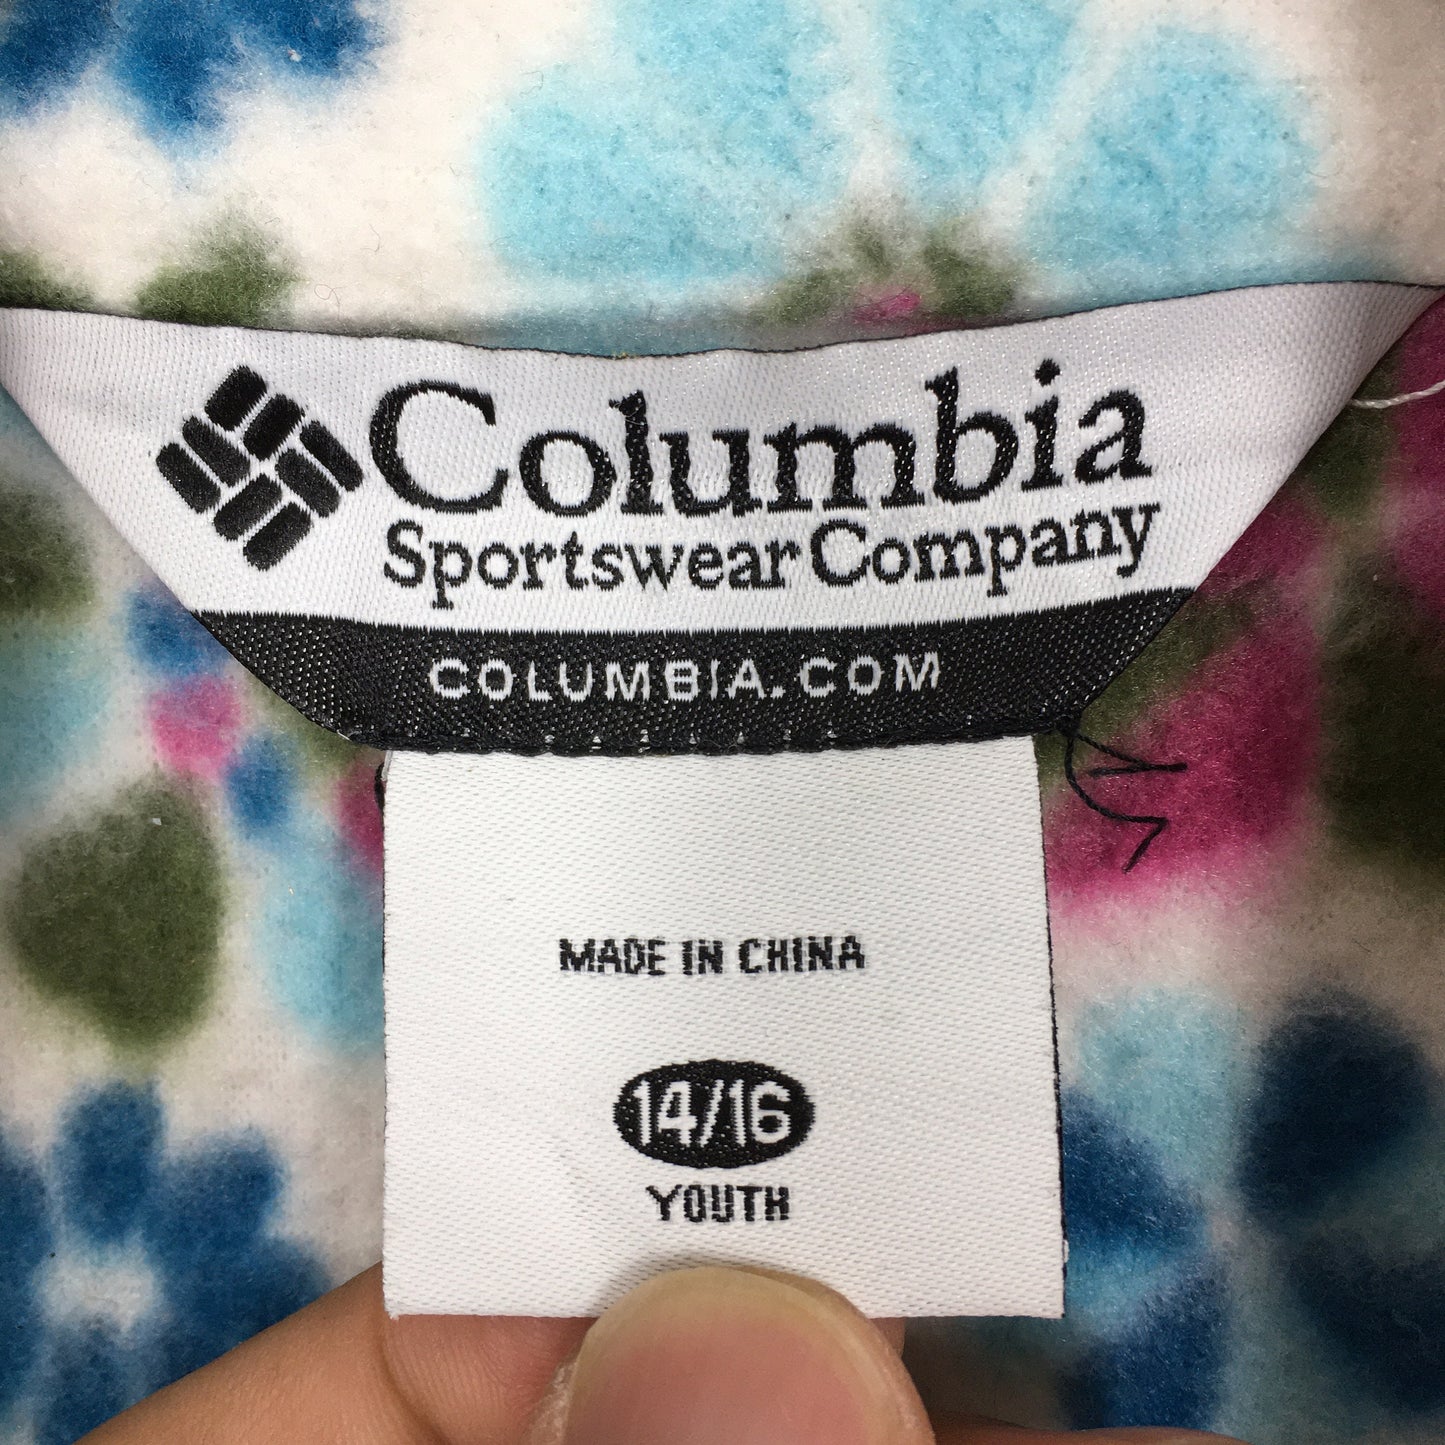 Columbia
Sportswear Company
COLUMBIA.COM
MADE IN CHINA
14/16
YOUTH